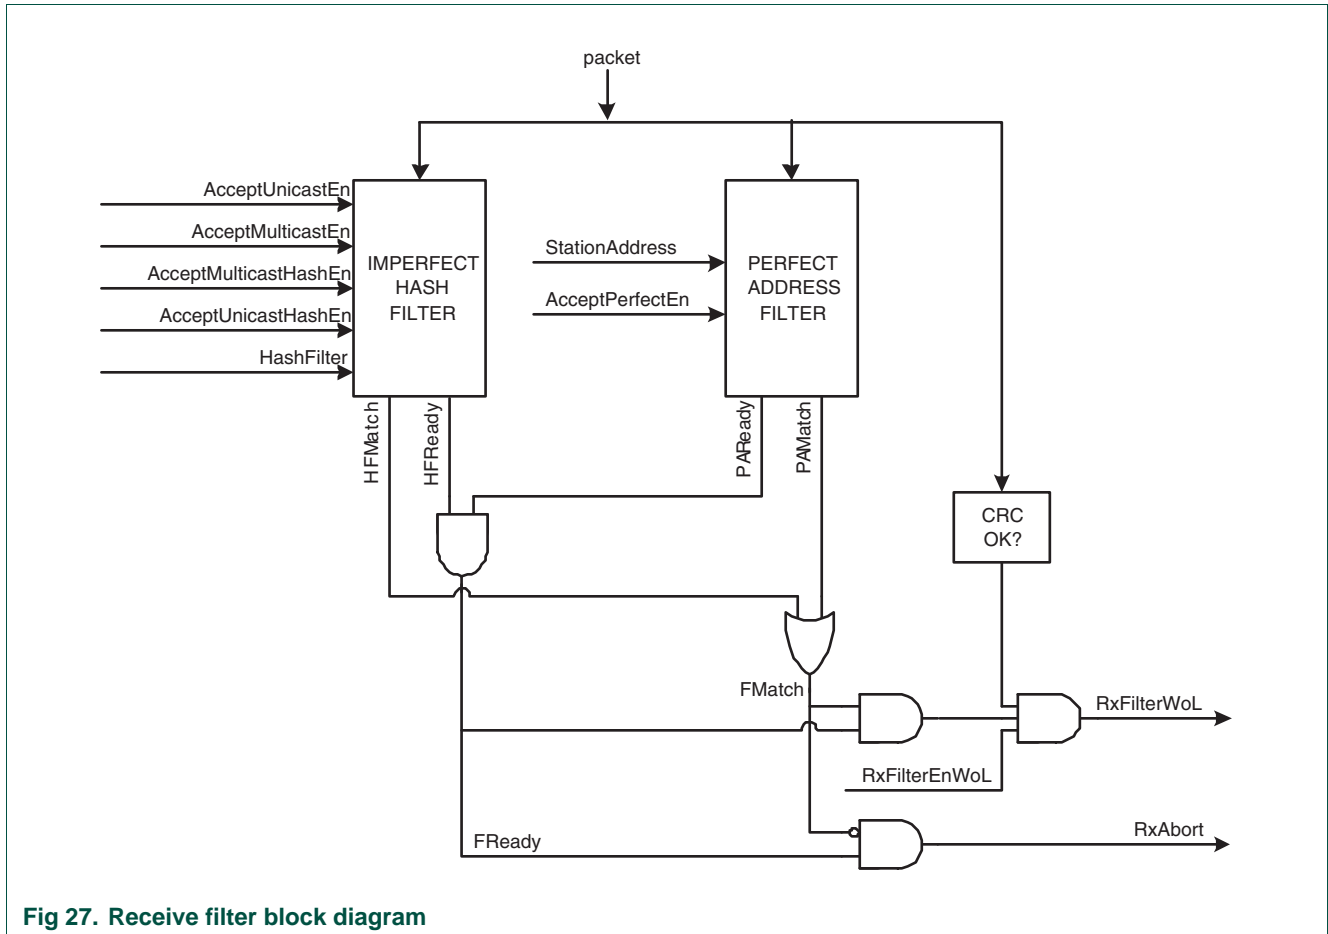 packet
AcceptUnicastEn
AcceptMulticastEn
AcceptMulticastHashEn
AcceptUnicastHashEn
HashFilter
IMPERFECT
HASH
FILTER
StationAddress
AcceptPerfectEn
PERFECT
ADDRESS
FILTER
HFMatch
HFReady
PAReady
PAMatch
CRC
OK?
FMatch
RxFilterWoL
RxFilterEnWoL
RxAbort
FReady
Fig 27. Receive filter block diagram